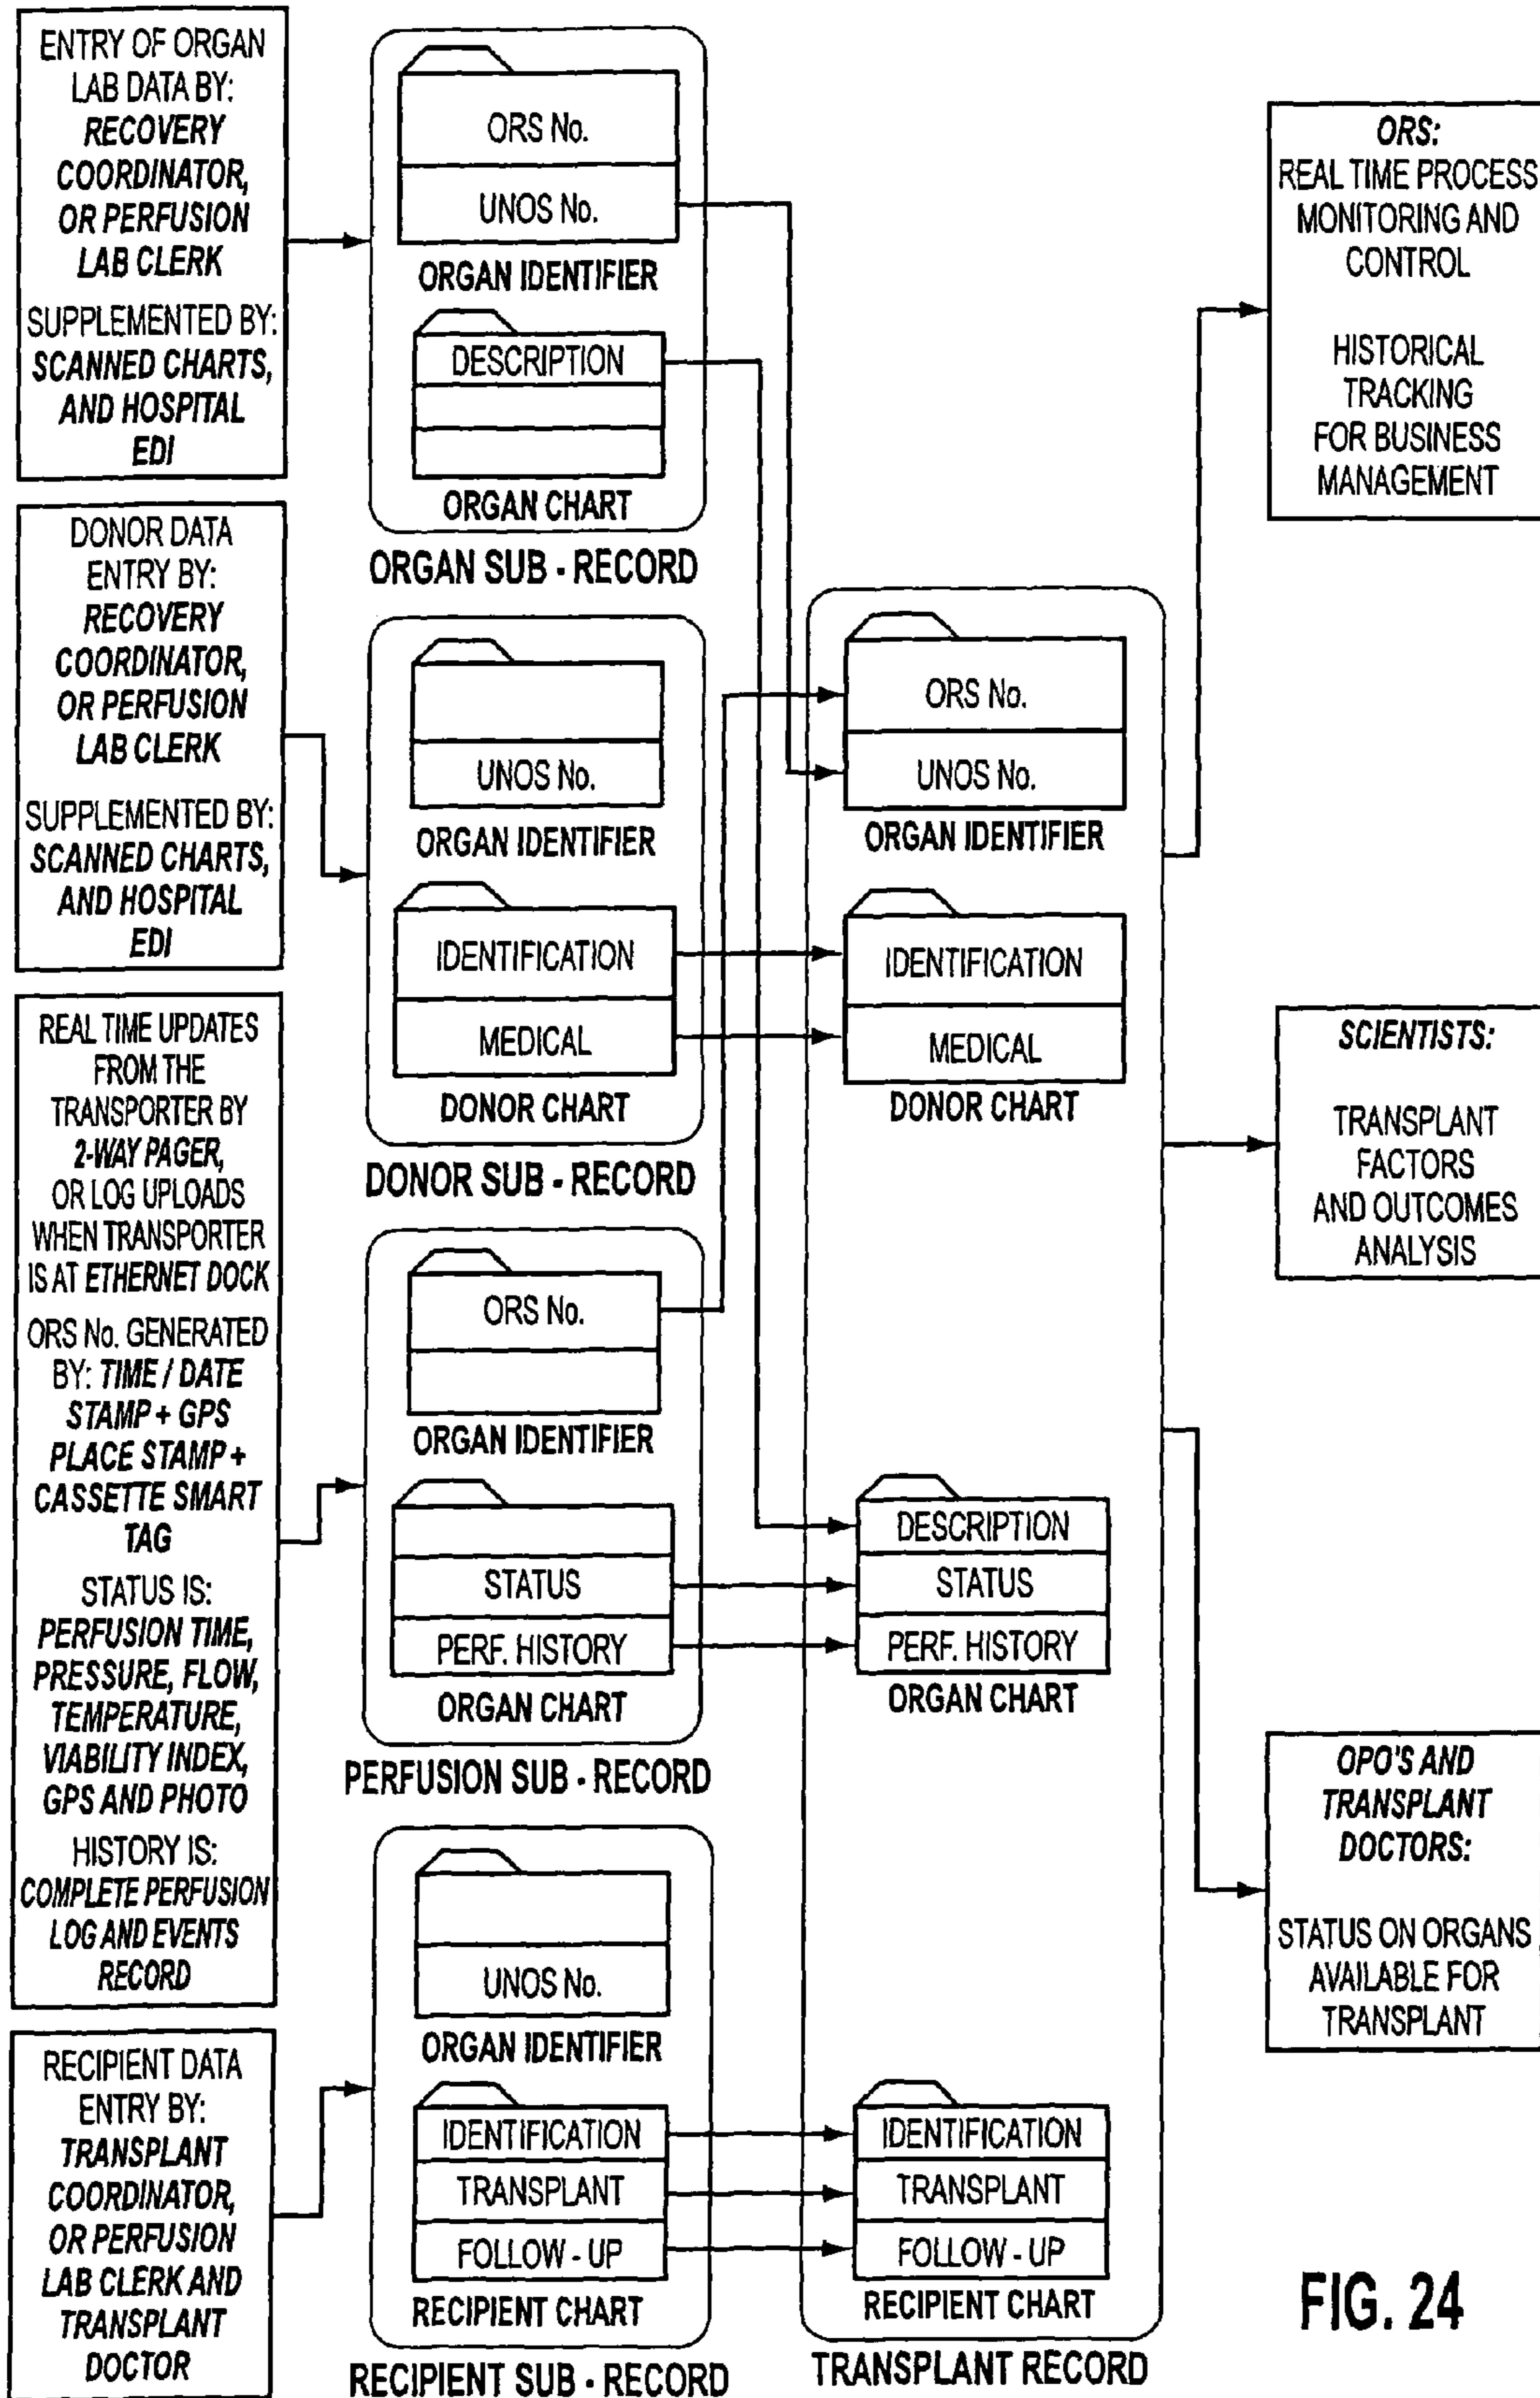 ENTRY OF ORGAN
LAB DATA BY:
RECOVERY
COORDINATOR,
OR PERFUSION
LAB CLERK
SUPPLEMENTED BY:
SCANNED CHARTS,
AND HOSPITAL
EDI
DONOR DATA
ENTRY BY:
RECOVERY
COORDINATOR,
OR PERFUSION
LAB CLERK
SUPPLEMENTED BY:
SCANNED CHARTS,
AND HOSPITAL
EDI
REAL TIME UPDATES
FROM THE
TRANSPORTER BY
2-WAY PAGER,
OR LOG UPLOADS
WHEN TRANSPORTER
IS AT ETHERNET DOCK
ORS No. GENERATED
BY: TIME / DATE
STAMP + GPS
PLACE STAMP +
CASSETTE SMART
TAG
STATUS IS:
PERFUSION TIME,
PRESSURE, FLOW,
TEMPERATURE,
VIABILITY INDEX,
GPS AND PHOTO
HISTORY IS:
COMPLETE PERFUSION
LOG AND EVENTS
RECORD
RECIPIENT DATA
ENTRY BY:
TRANSPLANT
COORDINATOR,
OR PERFUSION
LAB CLERK AND
TRANSPLANT
DOCTOR
ORS No.
UNOS No.
ORGAN IDENTIFIER
DESCRIPTION
ORGAN CHART
ORGAN SUB - RECORD
UNOS No.
ORGAN IDENTIFIER
IDENTIFICATION
MEDICAL
DONOR CHART
DONOR SUB - RECORD
ORS No.
ORGAN IDENTIFIER
STATUS
PERF. HISTORY
ORGAN CHART
PERFUSION SUB - RECORD
UNOS No.
ORGAN IDENTIFIER
IDENTIFICATION
TRANSPLANT
FOLLOW - UP
RECIPIENT CHART
RECIPIENT SUB - RECORD
ORS No.
UNOS No.
ORGAN IDENTIFIER
IDENTIFICATION
MEDICAL
DONOR CHART
DESCRIPTION
STATUS
PERF. HISTORY
ORGAN CHART
IDENTIFICATION
TRANSPLANT
FOLLOW - UP
RECIPIENT CHART
TRANSPLANT RECORD
ORS:
REAL TIME PROCESS
MONITORING AND
CONTROL
HISTORICAL
TRACKING
FOR BUSINESS
MANAGEMENT
SCIENTISTS:
TRANSPLANT
FACTORS
AND OUTCOMES
ANALYSIS
OPO'S AND
TRANSPLANT
DOCTORS:
STATUS ON ORGANS
AVAILABLE FOR
TRANSPLANT
FIG. 24